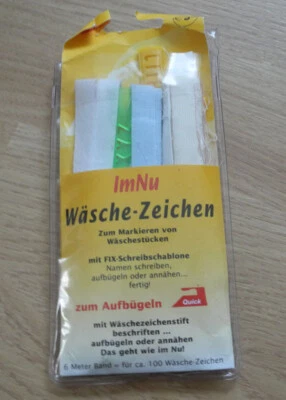 ImNu
Wäsche-Zeichen
Zum Markieren von
Wäschestücken
mit FIX-Schreibschablone
Namen schreiben,
aufbügeln oder annähen...
fertig!
zum Aufbügeln
Quick
mit Wäschezeichenstift
beschriften ...
aufbügeln oder annähen
Das geht wie im Nu!
6 Meter Band – für ca. 100 Wäsche-Zeichen